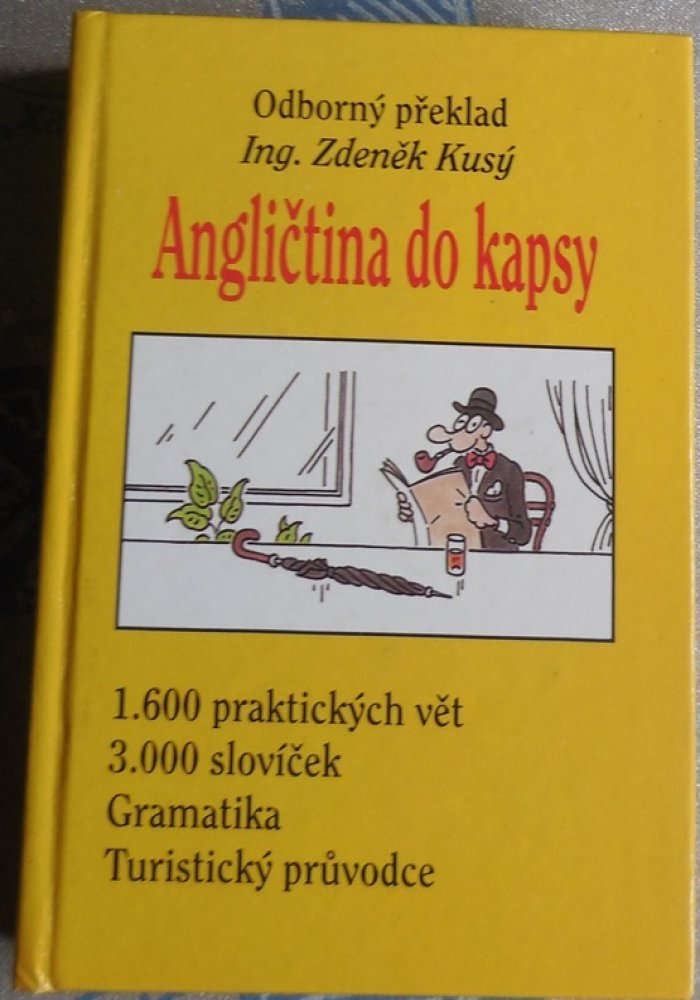 Odborný překlad
Ing. Zdeněk Kusý
Angličtina do kapsy
1.600 praktických vět
3.000 slovíček
Gramatika
Turistický průvodce